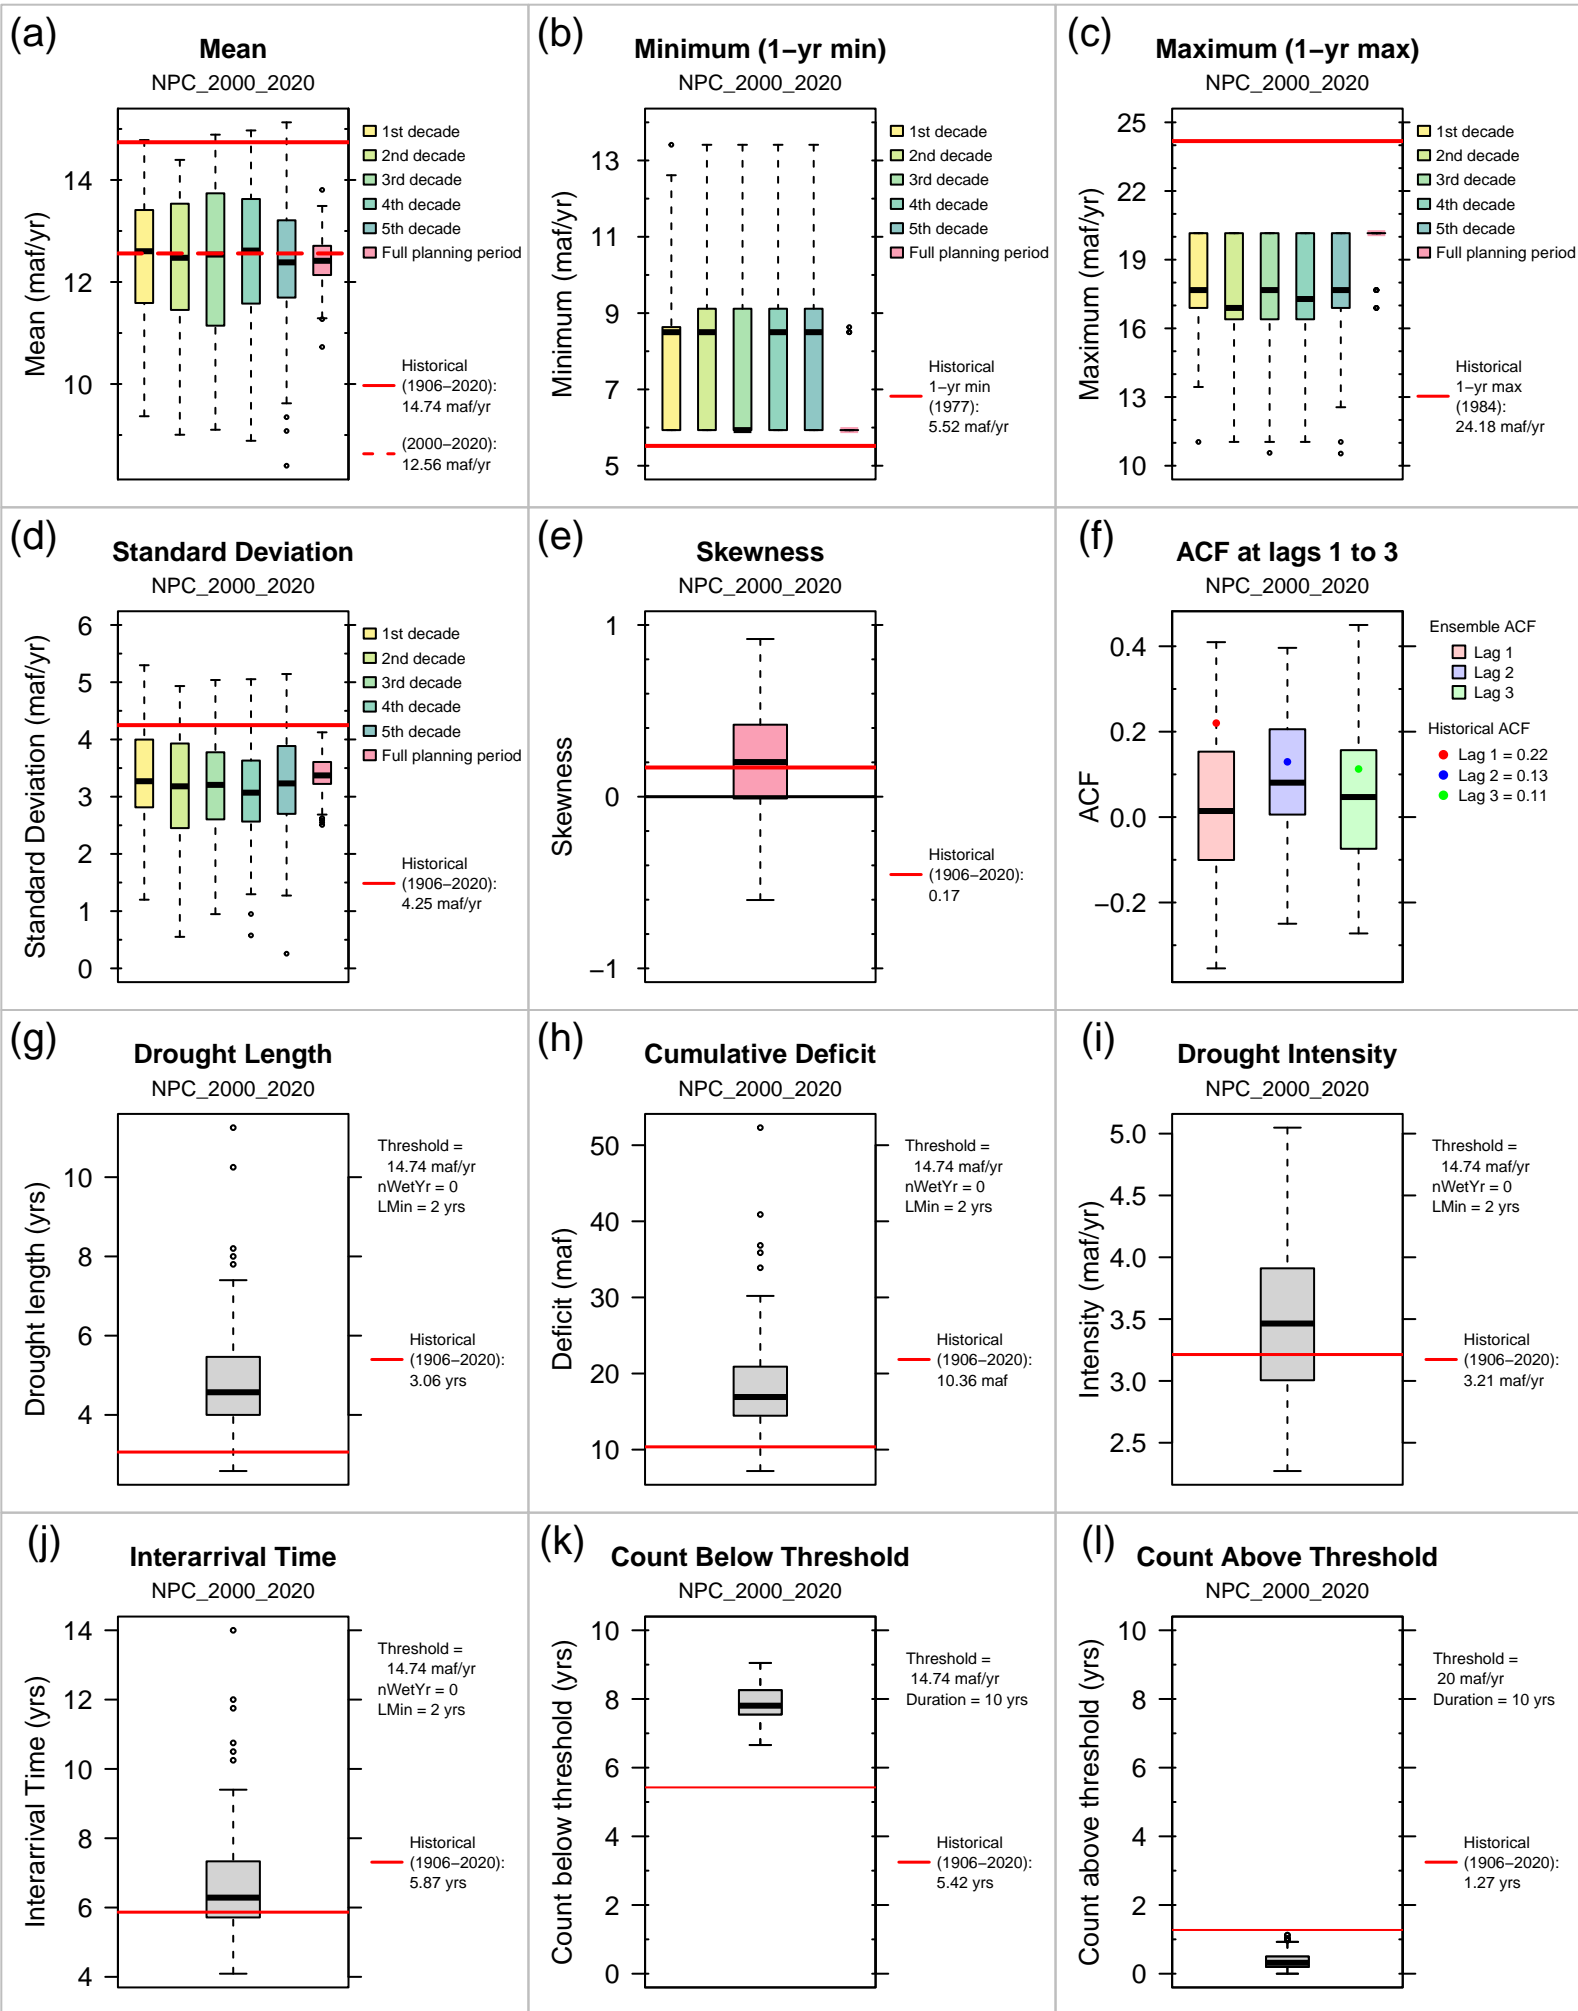 (a)
Mean
NPC_2000_2020
Mean (maf/yr)
14
12
10
1st decade
2nd decade
3rd decade
4th decade
5th decade
Full planning period
Historical
(1906–2020):
14.74 maf/yr
(2000–2020):
12.56 maf/yr
(b)
Minimum (1–yr min)
NPC_2000_2020
Minimum (maf/yr)
13
11
9
7
5
1st decade
2nd decade
3rd decade
4th decade
5th decade
Full planning period
Historical
1–yr min
(1977):
5.52 maf/yr
(c)
Maximum (1–yr max)
NPC_2000_2020
Maximum (maf/yr)
25
22
19
16
13
10
1st decade
2nd decade
3rd decade
4th decade
5th decade
Full planning period
Historical
1–yr max
(1984):
24.18 maf/yr
(d)
Standard Deviation
NPC_2000_2020
Standard Deviation (maf/yr)
6
5
4
3
2
1
0
1st decade
2nd decade
3rd decade
4th decade
5th decade
Full planning period
Historical
(1906–2020):
4.25 maf/yr
(e)
Skewness
NPC_2000_2020
Skewness
1
0
–1
Historical
(1906–2020):
0.17
(f)
ACF at lags 1 to 3
NPC_2000_2020
ACF
0.4
0.2
0.0
–0.2
Ensemble ACF
Lag 1
Lag 2
Lag 3
Historical ACF
Lag 1 = 0.22
Lag 2 = 0.13
Lag 3 = 0.11
(g)
Drought Length
NPC_2000_2020
Drought length (yrs)
10
8
6
4
Threshold =
14.74 maf/yr
nWetYr = 0
LMin = 2 yrs
Historical
(1906–2020):
3.06 yrs
(h)
Cumulative Deficit
NPC_2000_2020
Deficit (maf)
50
40
30
20
10
Threshold =
14.74 maf/yr
nWetYr = 0
LMin = 2 yrs
Historical
(1906–2020):
10.36 maf
(i)
Drought Intensity
NPC_2000_2020
Intensity (maf/yr)
5.0
4.5
4.0
3.5
3.0
2.5
Threshold =
14.74 maf/yr
nWetYr = 0
LMin = 2 yrs
Historical
(1906–2020):
3.21 maf/yr
(j)
Interarrival Time
NPC_2000_2020
Interarrival Time (yrs)
14
12
10
8
6
4
Threshold =
14.74 maf/yr
nWetYr = 0
LMin = 2 yrs
Historical
(1906–2020):
5.87 yrs
(k)
Count Below Threshold
NPC_2000_2020
Count below threshold (yrs)
10
8
6
4
2
0
Threshold =
14.74 maf/yr
Duration = 10 yrs
Historical
(1906–2020):
5.42 yrs
(l)
Count Above Threshold
NPC_2000_2020
Count above threshold (yrs)
10
8
6
4
2
0
Threshold =
20 maf/yr
Duration = 10 yrs
Historical
(1906–2020):
1.27 yrs